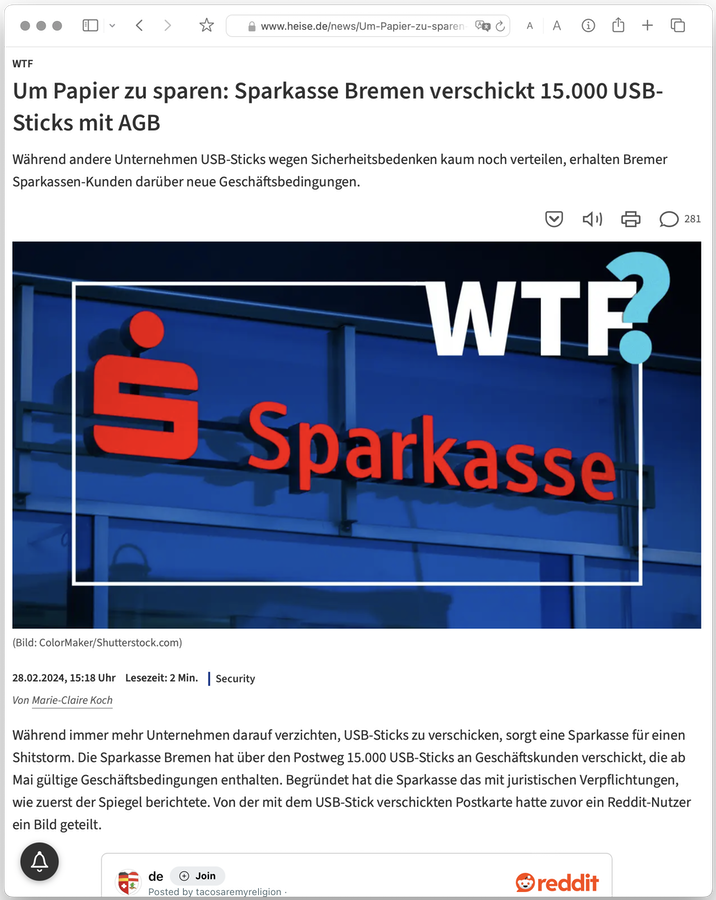 www.heise.de/news/Um-Papier-zu-sparen
A A
WTF
Um Papier zu sparen: Sparkasse Bremen verschickt 15.000 USB-
Sticks mit AGB
Während andere Unternehmen USB-Sticks wegen Sicherheitsbedenken kaum noch verteilen, erhalten Bremer
Sparkassen-Kunden darüber neue Geschäftsbedingungen.
281
WTF?
Sparkasse
(Bild: ColorMaker/Shutterstock.com)
28.02.2024, 15:18 Uhr Lesezeit: 2 Min. Security
Von Marie-Claire Koch
Während immer mehr Unternehmen darauf verzichten, USB-Sticks zu verschicken, sorgt eine Sparkasse für einen
Shitstorm. Die Sparkasse Bremen hat über den Postweg 15.000 USB-Sticks an Geschäftskunden verschickt, die ab
Mai gültige Geschäftsbedingungen enthalten. Begründet hat die Sparkasse das mit juristischen Verpflichtungen,
wie zuerst der Spiegel berichtete. Von der mit dem USB-Stick verschickten Postkarte hatte zuvor ein Reddit-Nutzer
ein Bild geteilt.
de Join
reddit
Posted by tacosaremyreligion ·